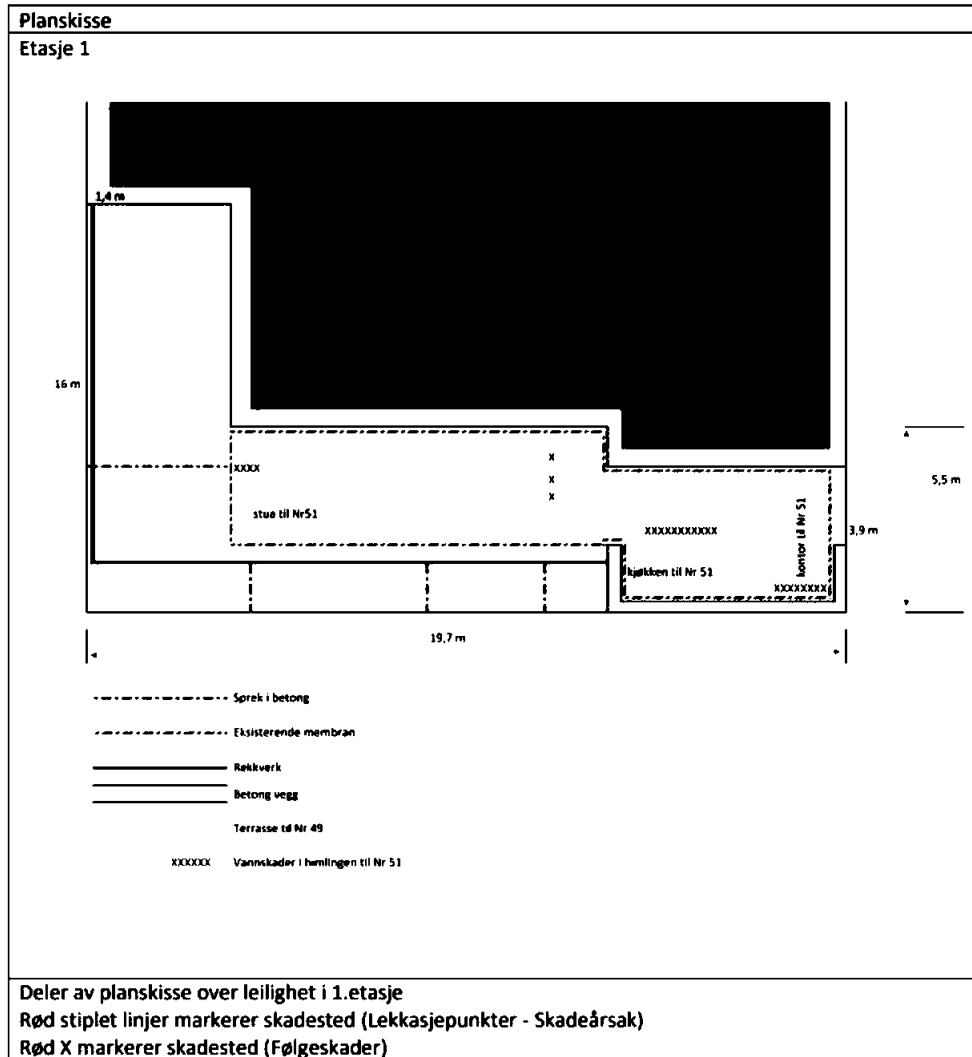 Planskisse
Etasje 1
1,4 m
16 m
5,5 m
XXXX
X
X
X
stua til Nr51
XXXXXXXXXXX
kontor til Nr 51
3,9 m
kjøkken til Nr 51
XXXXXXXX
19,7 m
Sprek i betong
Eksisterende membran
Rekkverk
Betong vegg
Terrasse til Nr 49
XXXXXX Vannskader i himlingen til Nr 51
Deler av planskisse over leilighet i 1.etasje
Rød stiplet linjer markerer skadested (Lekkasjepunkter - Skadeårsak)
Rød X markerer skadested (Følgeskader)